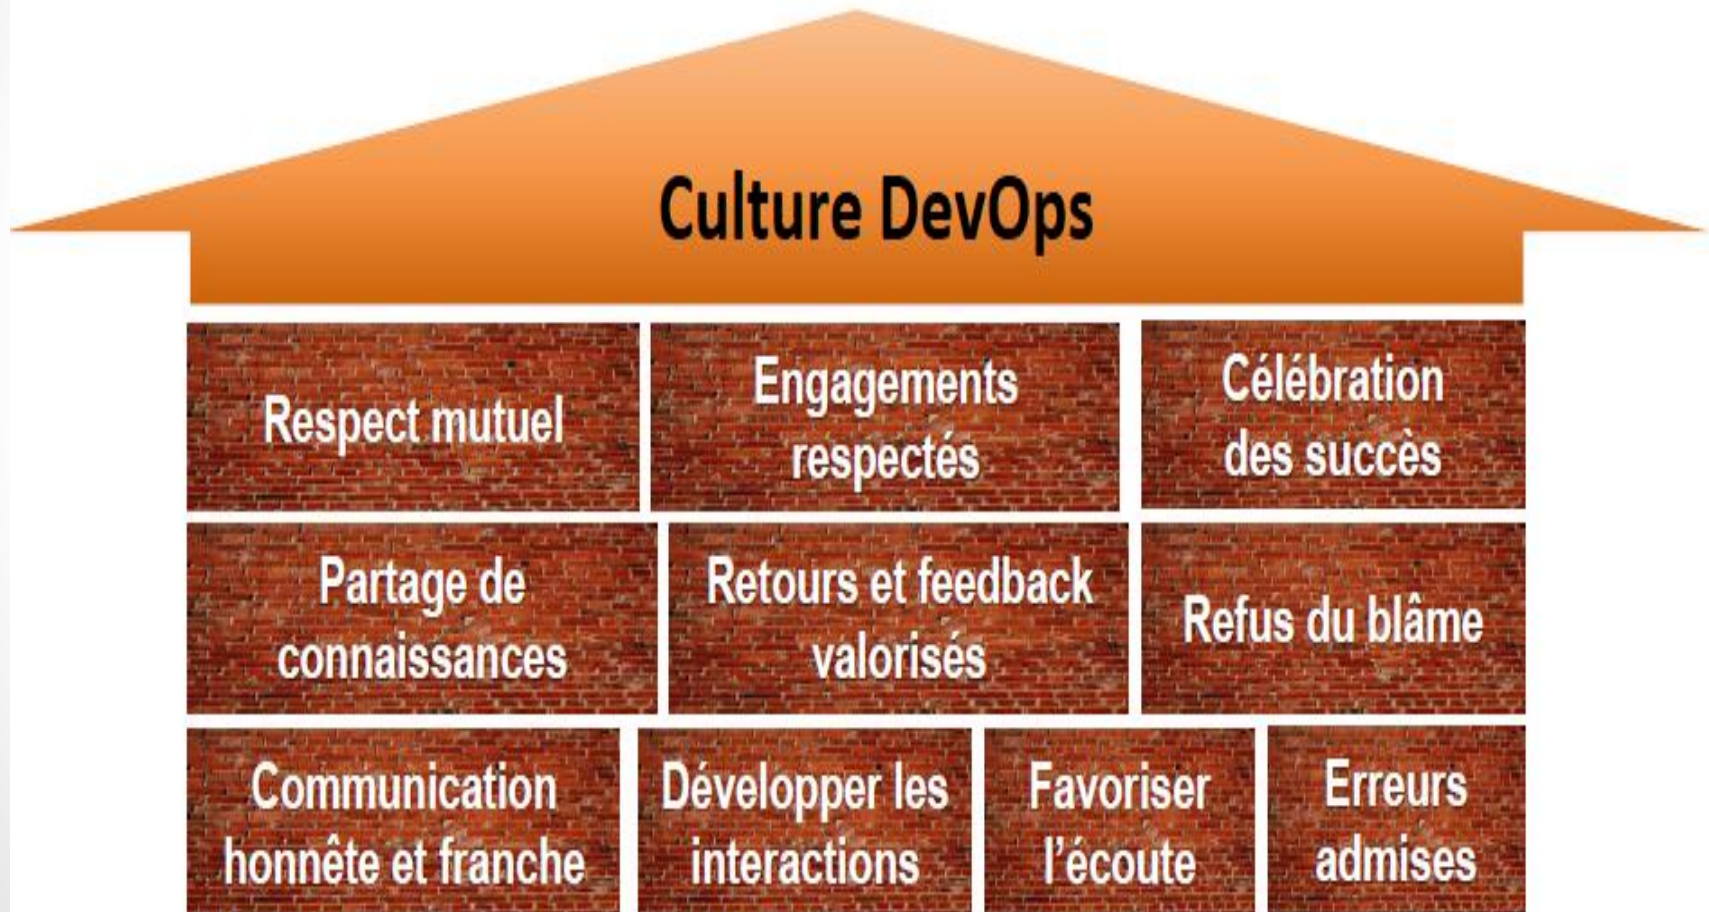 Culture DevOps
Respect mutuel
Engagements
respectés
Célébration
des succès
Partage de
connaissances
Retours et feedback
valorisés
Refus du blâme
Communication
honnête et franche
Développer les
interactions
Favoriser
l'écoute
Erreurs
admises